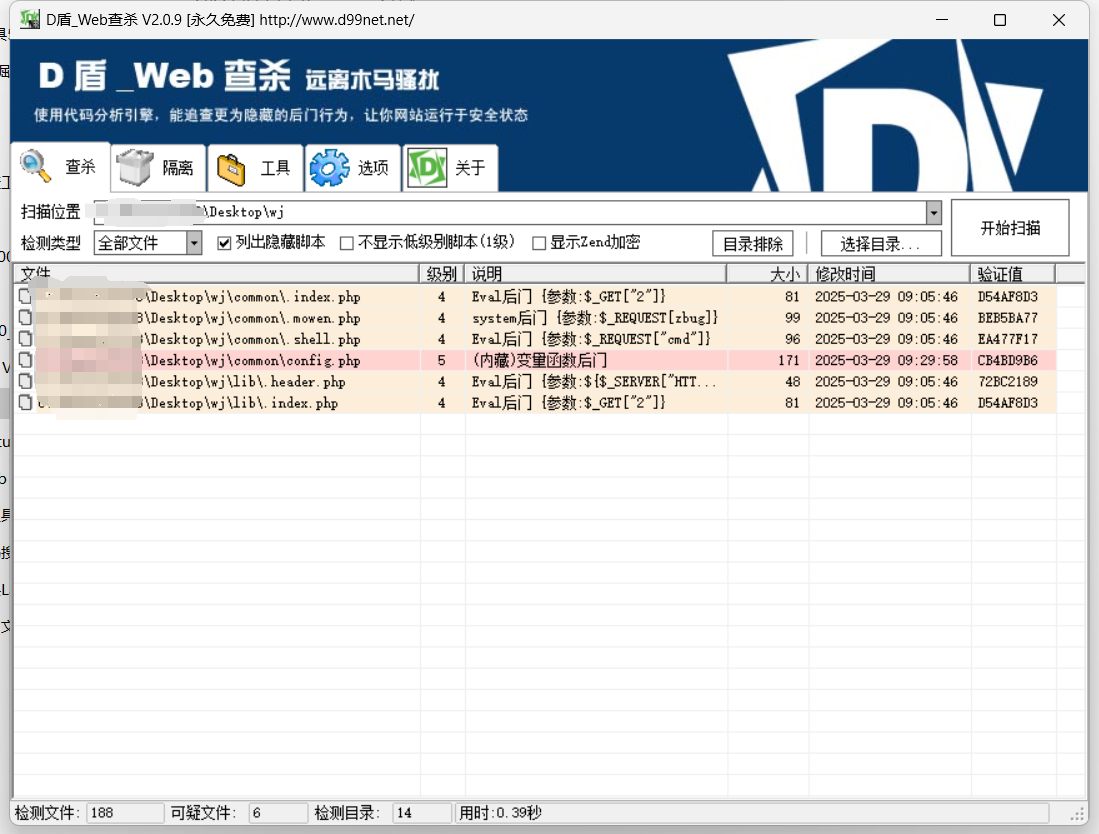 D盾_Web查杀 V2.0.9 [永久免费] http://www.d99net.net/
D 盾 _Web 查杀 远离木马骚扰
使用代码分析引擎，能追查更为隐藏的后门行为，让你网站运行于安全状态
查杀 隔离 工具 选项 关于
扫描位置 \Desktop\wj 开始扫描
检测类型 全部文件 列出隐藏脚本 不显示低级别脚本(1级) 显示Zend加密 目录排除 选择目录...
文件 级别 说明 大小 修改时间 验证值
\Desktop\wj\common\.index.php 4 Eval后门 {参数:$_GET["2"]} 81 2025-03-29 09:05:46 D54AF8D3
\Desktop\wj\common\.mowen.php 4 system后门 {参数:$_REQUEST[zbug]} 99 2025-03-29 09:05:46 BEB5BA77
\Desktop\wj\common\.shell.php 4 Eval后门 {参数:$_REQUEST["cmd"]} 96 2025-03-29 09:05:46 EA477F17
\Desktop\wj\common\config.php 5 (内藏)变量函数后门 171 2025-03-29 09:29:58 CB4BD9B6
\Desktop\wj\lib\.header.php 4 Eval后门 {参数:${$_SERVER["HTT... 48 2025-03-29 09:05:46 72BC2189
\Desktop\wj\lib\.index.php 4 Eval后门 {参数:$_GET["2"]} 81 2025-03-29 09:05:46 D54AF8D3
检测文件: 188 可疑文件: 6 检测目录: 14 用时:0.39秒